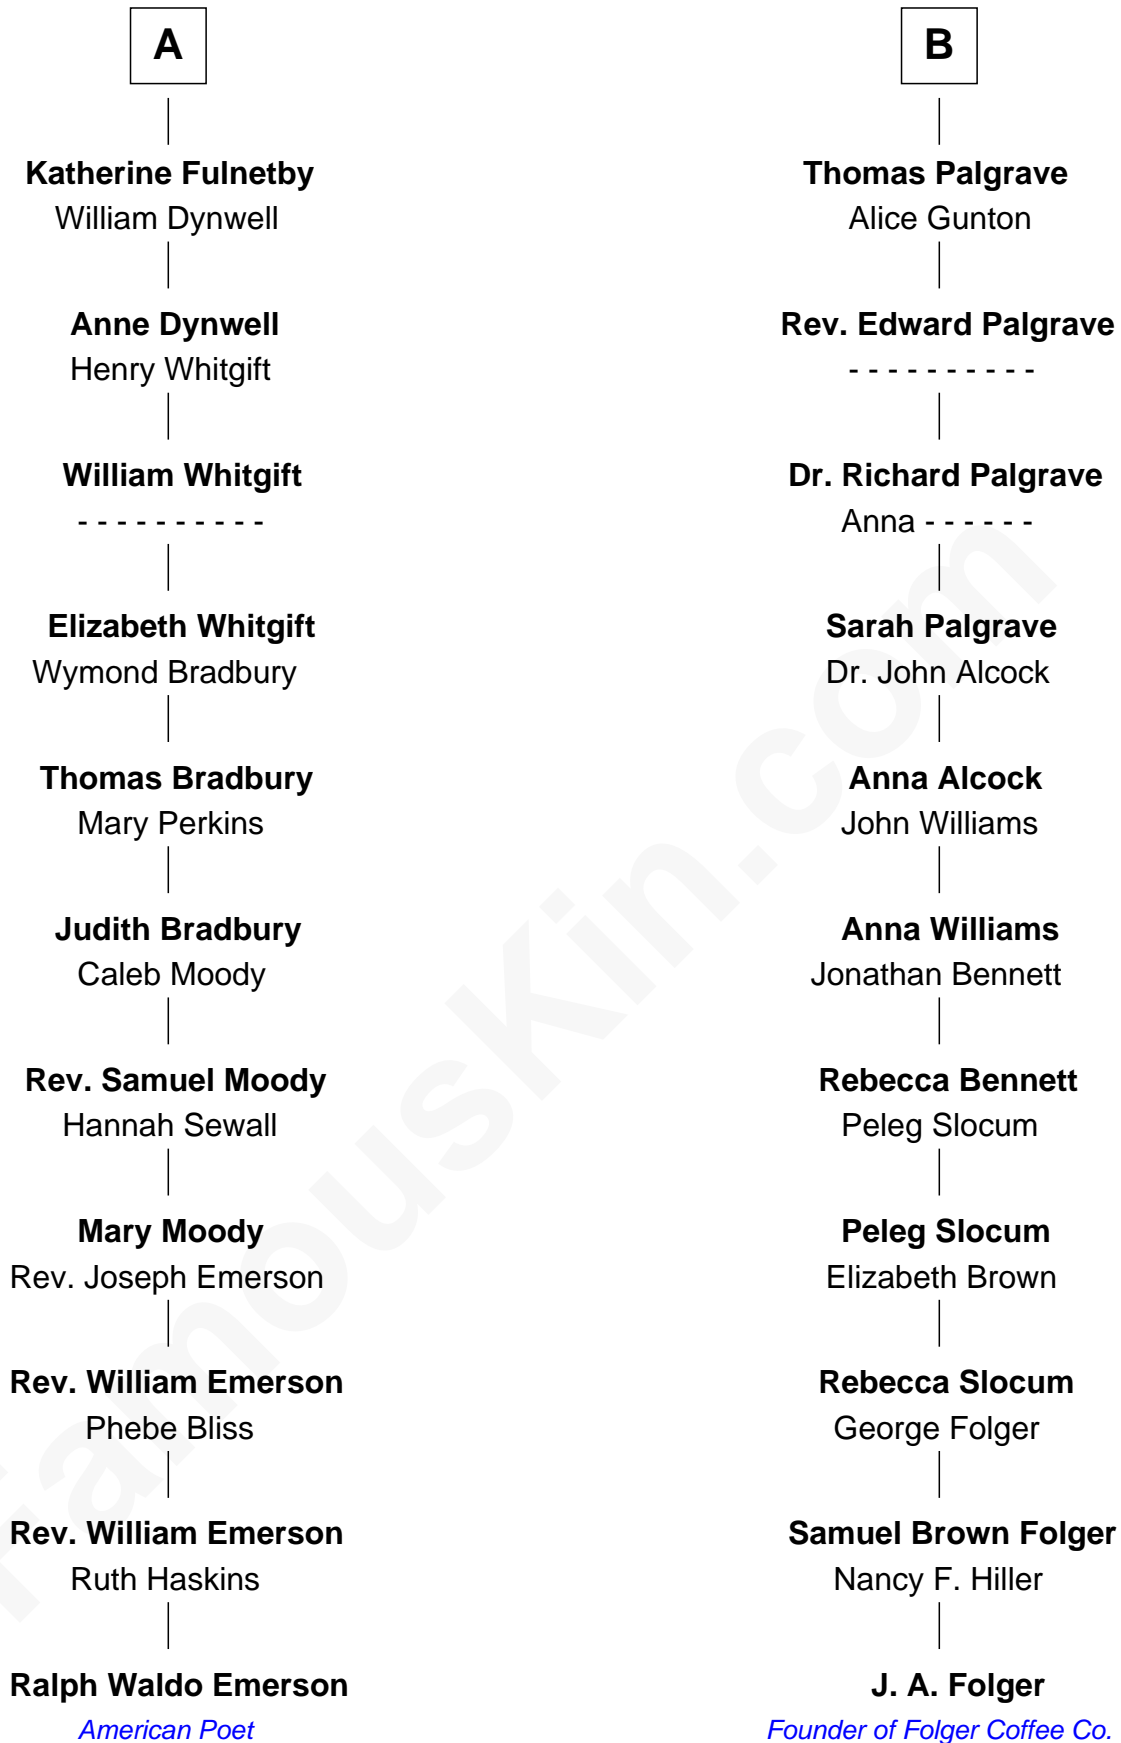 A
Katherine Fulnetby
William Dynwell
Anne Dynwell
Henry Whitgift
William Whitgift
- - - - - - - - - -
Elizabeth Whitgift
Wymond Bradbury
Thomas Bradbury
Mary Perkins
Judith Bradbury
Caleb Moody
Rev. Samuel Moody
Hannah Sewall
Mary Moody
Rev. Joseph Emerson
Rev. William Emerson
Phebe Bliss
Rev. William Emerson
Ruth Haskins
Ralph Waldo Emerson
American Poet
B
Thomas Palgrave
Alice Gunton
Rev. Edward Palgrave
- - - - - - - - - -
Dr. Richard Palgrave
Anna - - - - - -
Sarah Palgrave
Dr. John Alcock
Anna Alcock
John Williams
Anna Williams
Jonathan Bennett
Rebecca Bennett
Peleg Slocum
Peleg Slocum
Elizabeth Brown
Rebecca Slocum
George Folger
Samuel Brown Folger
Nancy F. Hiller
J. A. Folger
Founder of Folger Coffee Co.
FamousKin.com